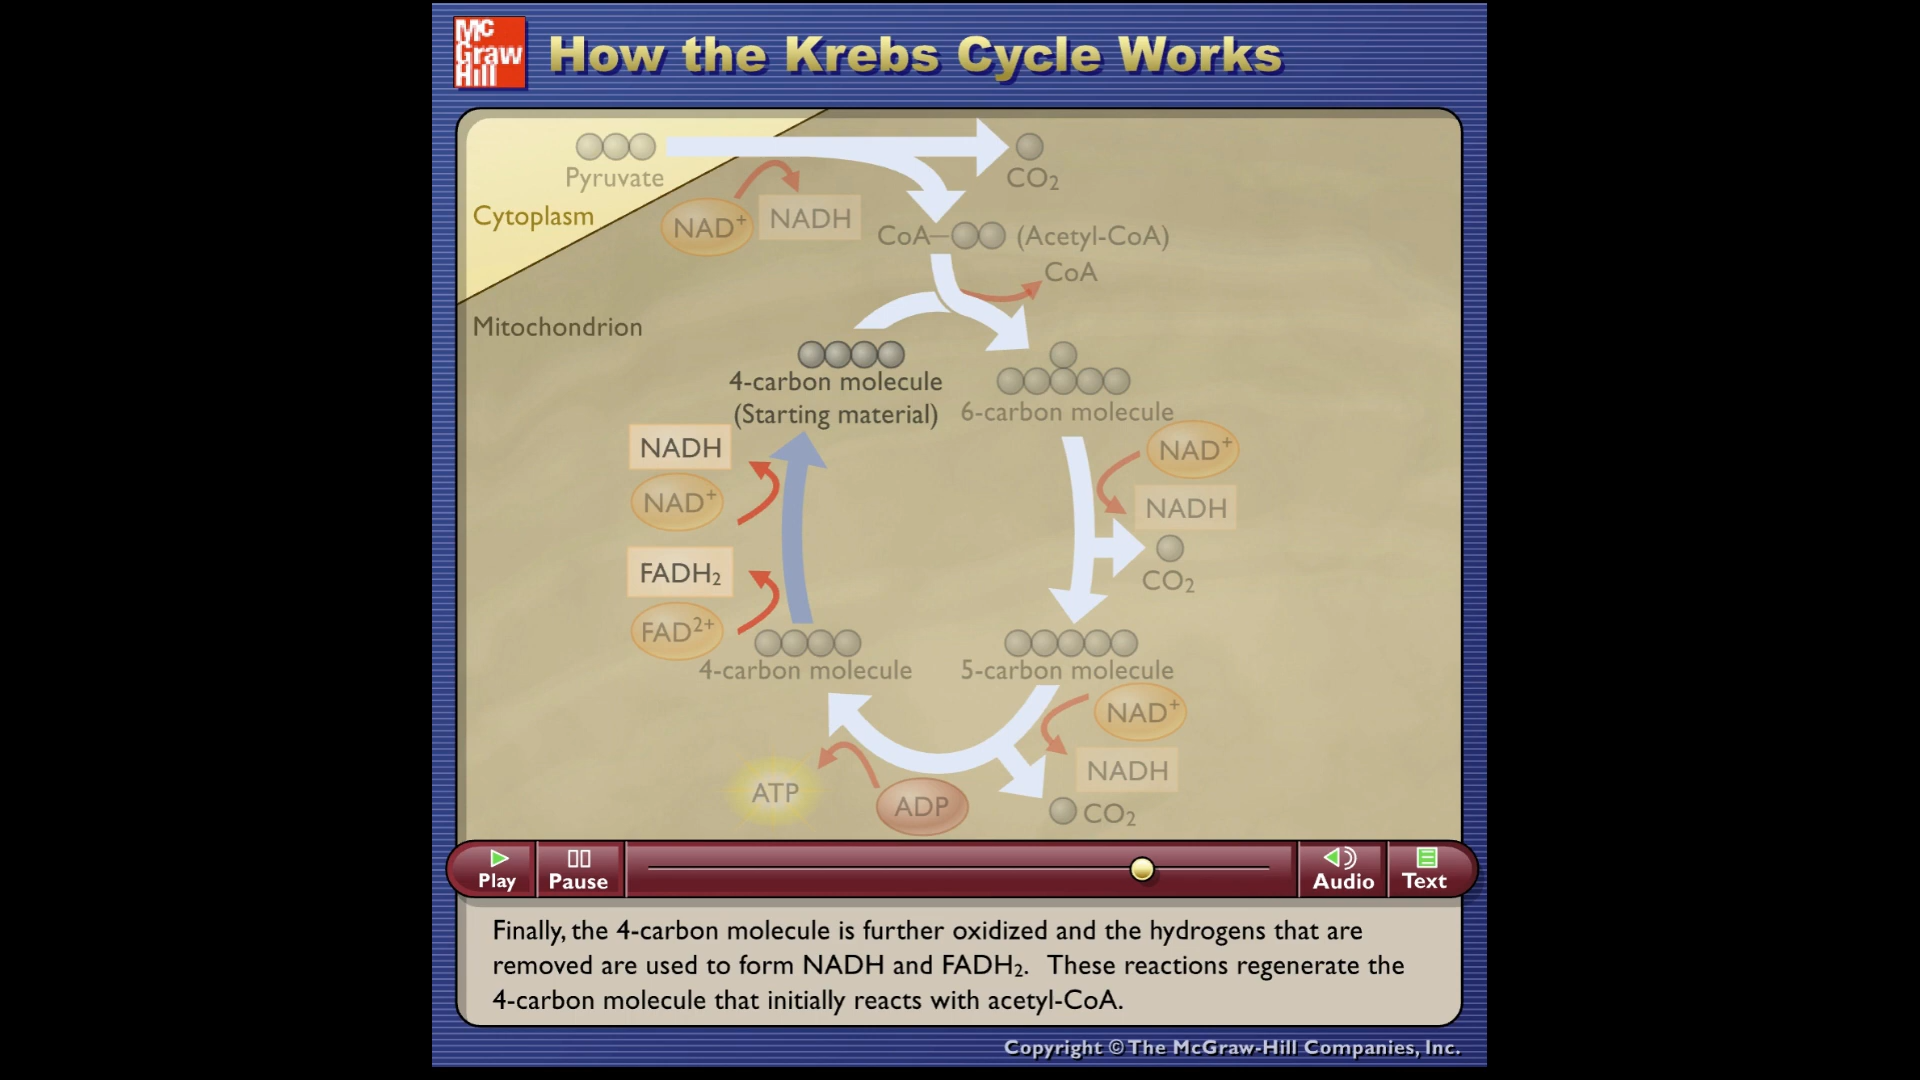 Mc
Graw
Hill
How the Krebs Cycle Works
Pyruvate
CO₂
Cytoplasm
NAD⁺
NADH
CoA
(Acetyl-CoA)
CoA
Mitochondrion
4-carbon molecule
(Starting material)
6-carbon molecule
NADH
NAD⁺
NAD⁺
NADH
FADH₂
CO₂
FAD²⁺
4-carbon molecule
5-carbon molecule
NAD⁺
NADH
ATP
ADP
CO₂
Play
Pause
Audio
Text
Finally, the 4-carbon molecule is further oxidized and the hydrogens that are
removed are used to form NADH and FADH₂. These reactions regenerate the
4-carbon molecule that initially reacts with acetyl-CoA.
Copyright © The McGraw-Hill Companies, Inc.